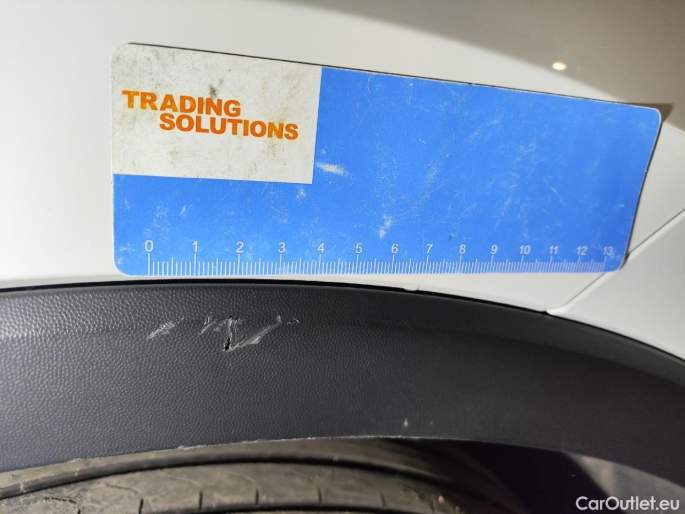 TRADING
SOLUTIONS
0 1 2 3 4 5 6 7 8 9 10 11 12 13
CarOutlet.eu